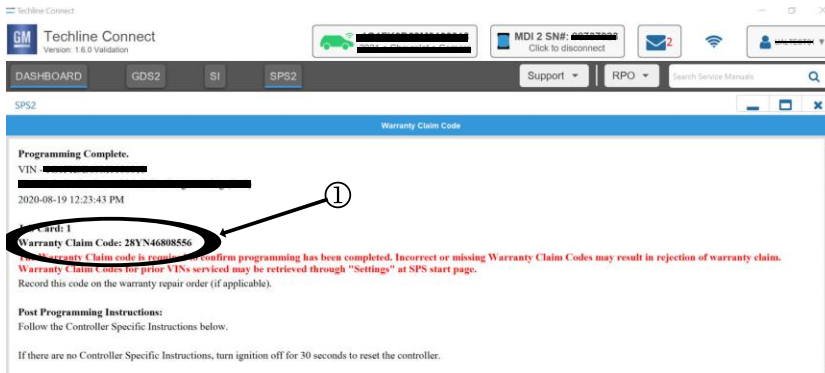 Techline Connect
GM
Techline Connect
Version: 1.6.0 Validation
MDI 2 SN#:
Click to disconnect
2
DASHBOARD GDS2 SI SPS2 Support RPO Search Service Manuals
SPS2
Warranty Claim Code
Programming Complete.
VIN -
2020-08-19 12:23:43 PM
①
Card: 1
Warranty Claim Code: 28YN46808556
The Warranty Claim code is required to confirm programming has been completed. Incorrect or missing Warranty Claim Codes may result in rejection of warranty claim.
Warranty Claim Codes for prior VINs serviced may be retrieved through "Settings" at SPS start page.
Record this code on the warranty repair order (if applicable).
Post Programming Instructions:
Follow the Controller Specific Instructions below.
If there are no Controller Specific Instructions, turn ignition off for 30 seconds to reset the controller.